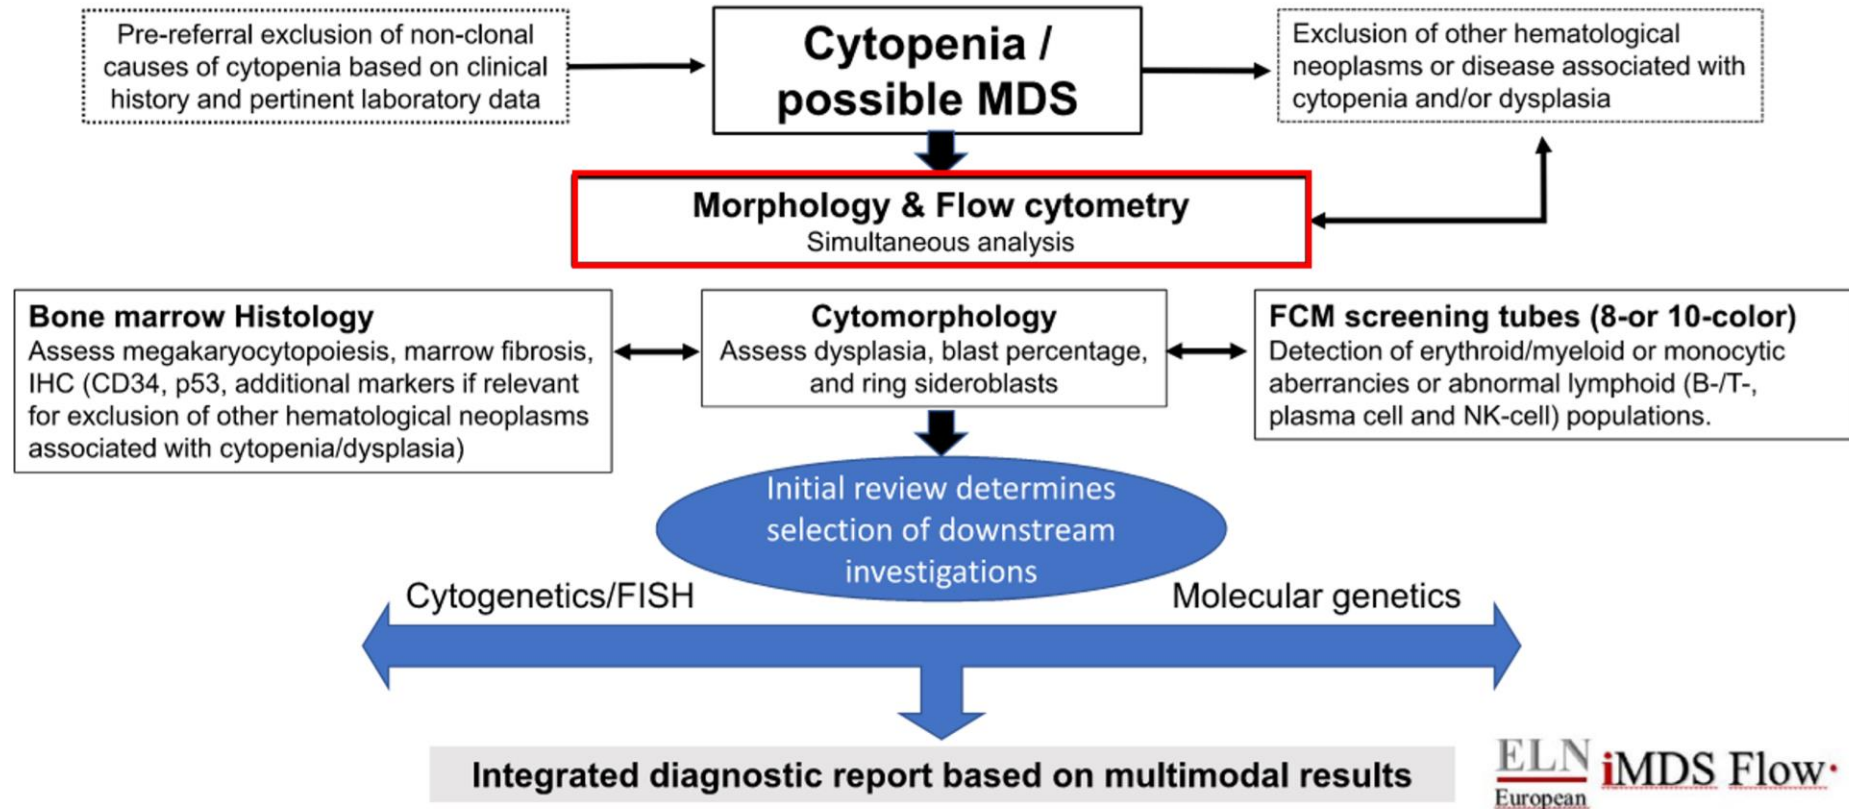 Pre-referral exclusion of non-clonal
causes of cytopenia based on clinical
history and pertinent laboratory data
Cytopenia /
possible MDS
Exclusion of other hematological
neoplasms or disease associated with
cytopenia and/or dysplasia
Morphology & Flow cytometry
Simultaneous analysis
Bone marrow Histology
Assess megakaryocytopoiesis, marrow fibrosis,
IHC (CD34, p53, additional markers if relevant
for exclusion of other hematological neoplasms
associated with cytopenia/dysplasia)
Cytomorphology
Assess dysplasia, blast percentage,
and ring sideroblasts
FCM screening tubes (8-or 10-color)
Detection of erythroid/myeloid or monocytic
aberrancies or abnormal lymphoid (B-/T-,
plasma cell and NK-cell) populations.
Initial review determines
selection of downstream
investigations
Cytogenetics/FISH
Molecular genetics
Integrated diagnostic report based on multimodal results
ELN
European
iMDS Flow